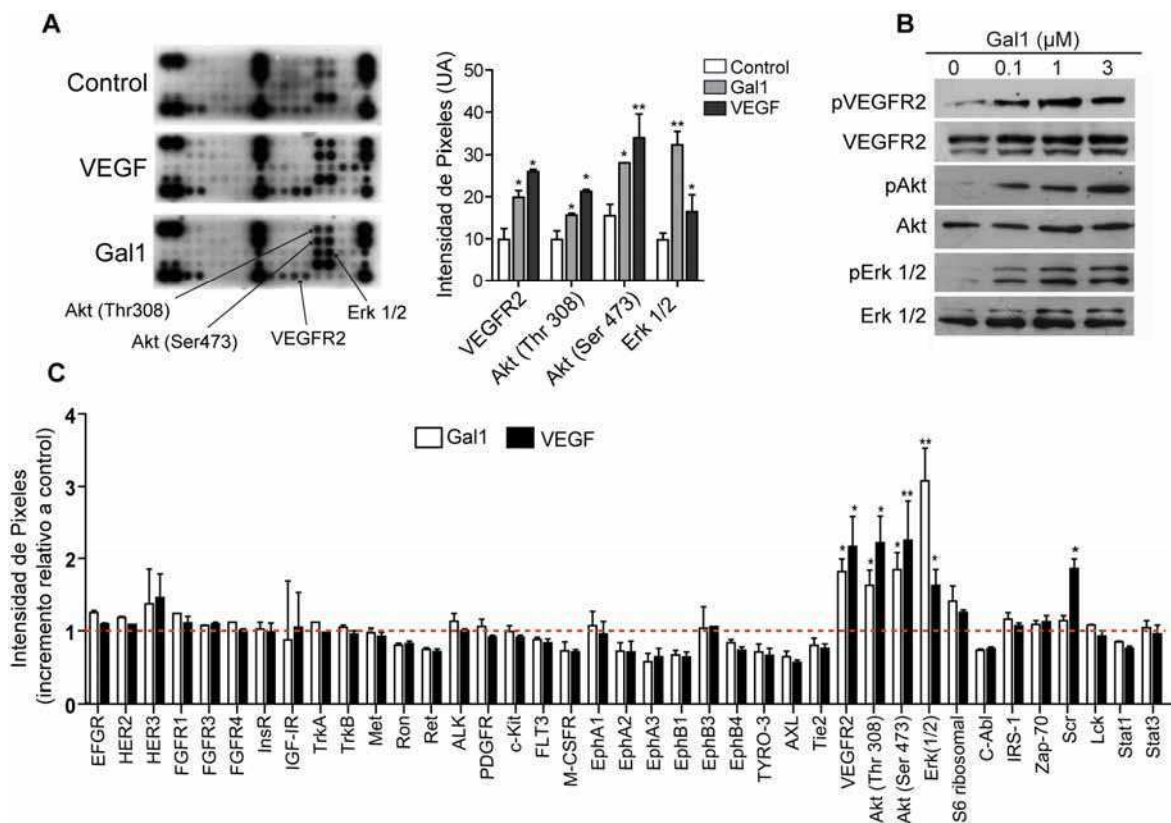 A
Control
VEGF
Gal1
Akt (Thr308)
Akt (Ser473)
VEGFR2
Erk 1/2
Intensidad de Pixeles (UA)
50
40
30
20
10
0
Control
Gal1
VEGF
*
*
*
*
*
**
**
*
VEGFR2
Akt (Thr 308)
Akt (Ser 473)
Erk 1/2
B
Gal1 (µM)
0 0.1 1 3
pVEGFR2
VEGFR2
pAkt
Akt
pErk 1/2
Erk 1/2
C
Intensidad de Pixeles
(incremento relativo a control)
4
3
2
1
0
Gal1
VEGF
*
*
*
*
*
**
**
*
*
EFGR
HER2
HER3
FGFR1
FGFR3
FGFR4
InsR
IGF-IR
TrkA
TrkB
Met
Ron
Ret
ALK
PDGFR
c-Kit
FLT3
M-CSFR
EphA1
EphA2
EphA3
EphB1
EphB3
EphB4
TYRO-3
AXL
Tie2
VEGFR2
Akt (Thr 308)
Akt (Ser 473)
Erk(1/2)
S6 ribosomal
C-Abl
IRS-1
Zap-70
Scr
Lck
Stat1
Stat3